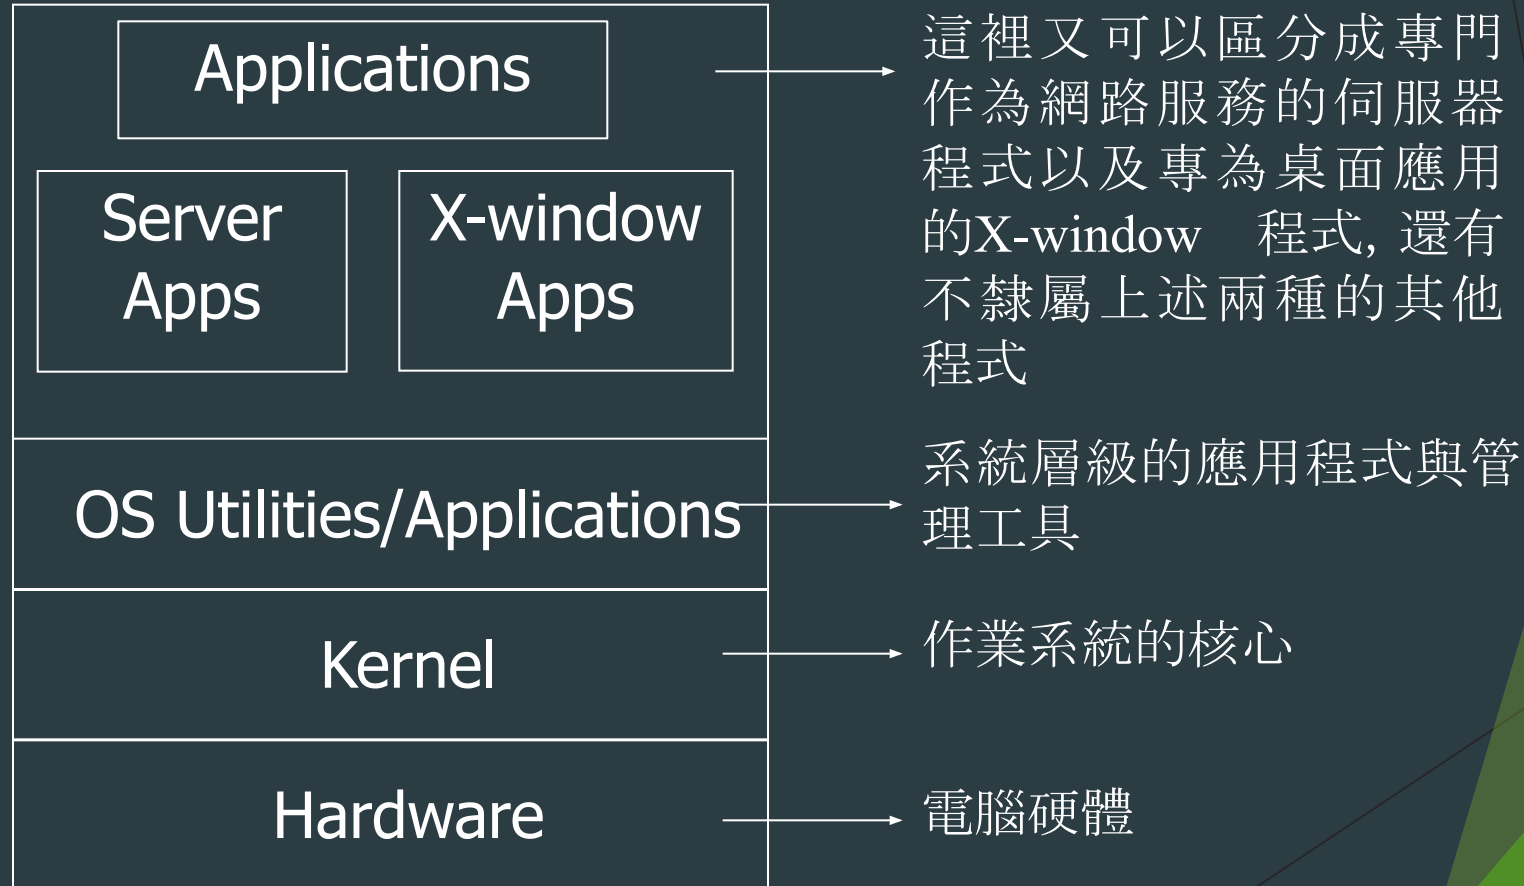 Applications
這裡又可以區分成專門
作為網路服務的伺服器
程式以及專為桌面應用
的X-window 程式, 還有
不隸屬上述兩種的其他
程式
Server
Apps
X-window
Apps
OS Utilities/Applications
系統層級的應用程式與管
理工具
Kernel
作業系統的核心
Hardware
電腦硬體